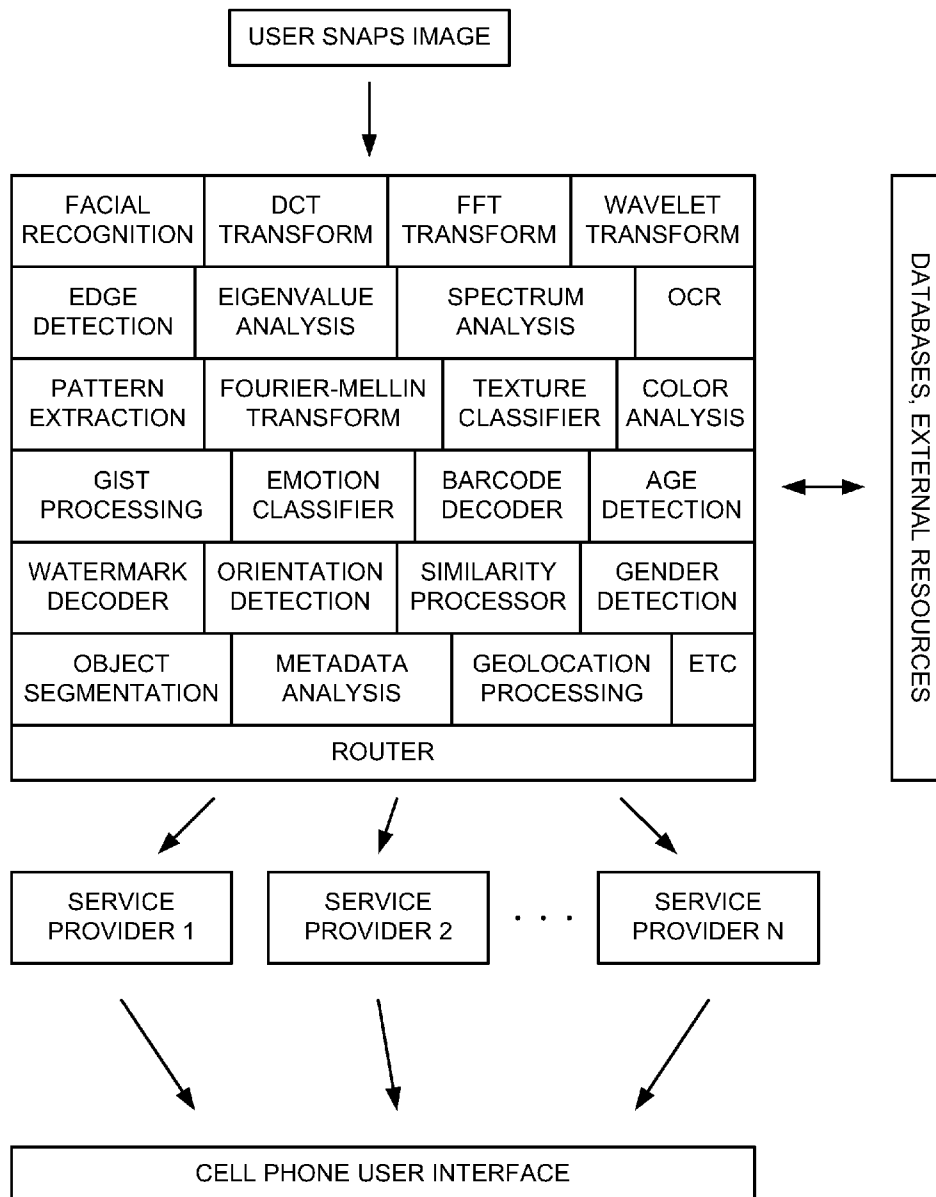 USER SNAPS IMAGE
FACIAL
RECOGNITION
DCT
TRANSFORM
FFT
TRANSFORM
WAVELET
TRANSFORM
EDGE
DETECTION
EIGENVALUE
ANALYSIS
SPECTRUM
ANALYSIS
OCR
PATTERN
EXTRACTION
FOURIER-MELLIN
TRANSFORM
TEXTURE
CLASSIFIER
COLOR
ANALYSIS
GIST
PROCESSING
EMOTION
CLASSIFIER
BARCODE
DECODER
AGE
DETECTION
WATERMARK
DECODER
ORIENTATION
DETECTION
SIMILARITY
PROCESSOR
GENDER
DETECTION
OBJECT
SEGMENTATION
METADATA
ANALYSIS
GEOLOCATION
PROCESSING
ETC
ROUTER
DATABASES, EXTERNAL RESOURCES
SERVICE
PROVIDER 1
SERVICE
PROVIDER 2
. . .
SERVICE
PROVIDER N
CELL PHONE USER INTERFACE